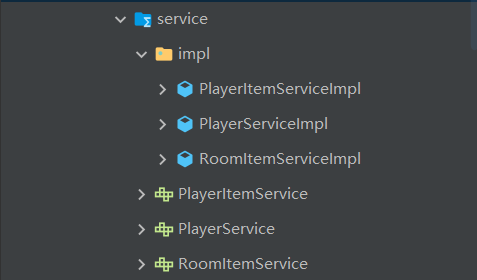 service
impl
PlayerItemServiceImpl
PlayerServiceImpl
RoomItemServiceImpl
PlayerItemService
PlayerService
RoomItemService